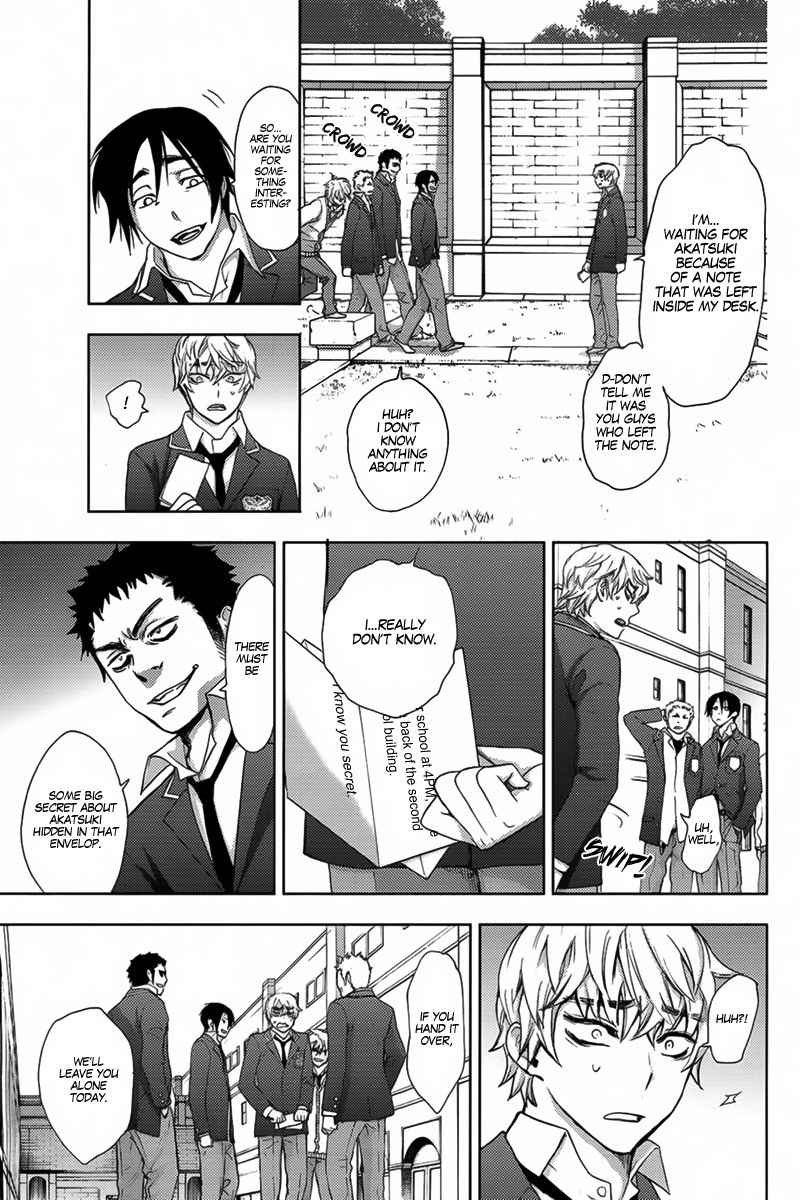 CROWD
CROWD
I'M...
WAITING FOR
AKATSUKI
BECAUSE
OF A NOTE
THAT WAS LEFT
INSIDE MY DESK.
D-DON'T
TELL ME
IT WAS
YOU GUYS
WHO LEFT
THE NOTE.
HUH?
I DON'T
KNOW
ANYTHING
ABOUT IT.
SO...
ARE YOU
WAITING
FOR
SOME-
THING
INTER-
ESTING?
!
UH,
WELL,
SWIP!
I...REALLY
DON'T KNOW.
school at 4PM,
back of the second
building.
know you secret.
THERE
MUST
BE
SOME BIG
SECRET ABOUT
AKATSUKI
HIDDEN IN THAT
ENVELOP.
HUH?!
IF YOU
HAND IT
OVER,
WE'LL
LEAVE YOU
ALONE
TODAY.